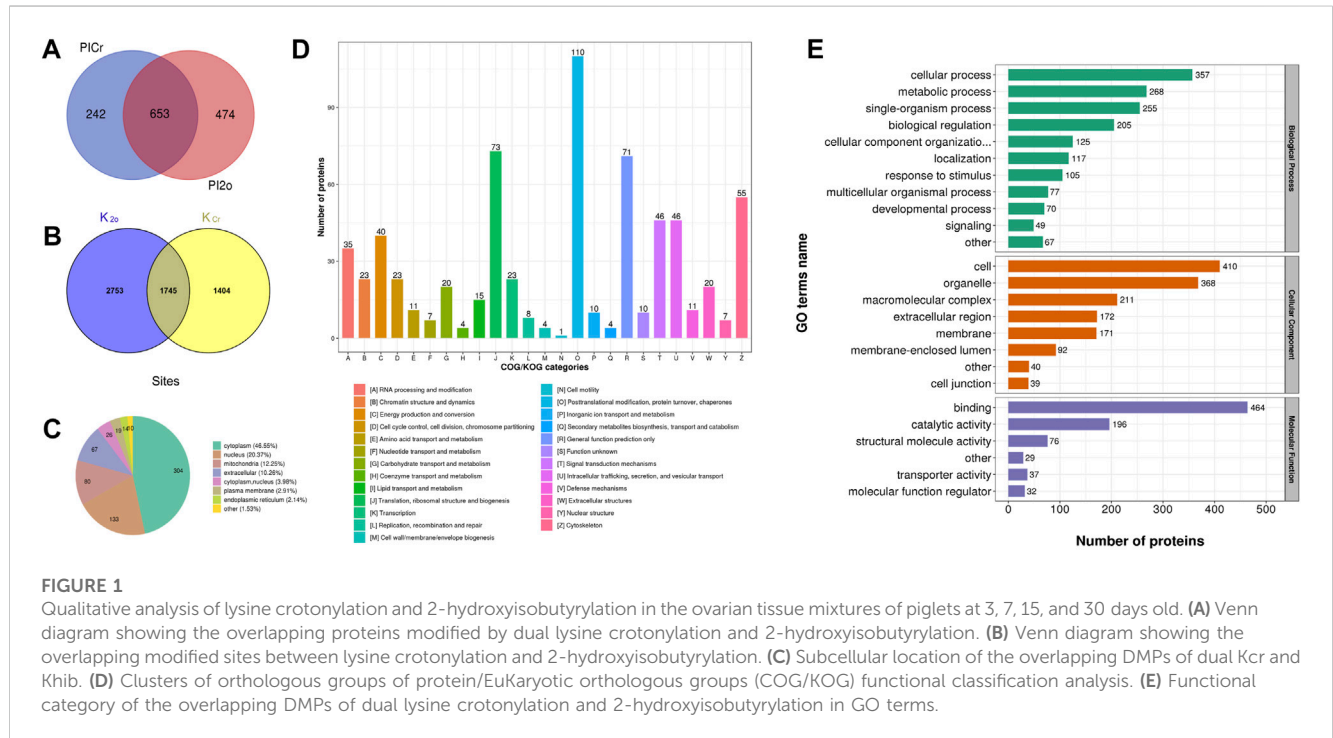 A
PICr
242
653
474
PI2o
B
K 2o
K Cr
2753
1745
1404
Sites
C
304
133
80
67
26
19
14
10
cytoplasm (46.55%)
nucleus (20.37%)
mitochondria (12.25%)
extracellular (10.26%)
cytoplasm,nucleus (3.98%)
plasma membrane (2.91%)
endoplasmic reticulum (2.14%)
other (1.53%)
D
Number of proteins
90
60
30
0
35
23
40
23
11
7
20
4
15
73
23
8
4
1
110
10
4
71
10
46
46
11
20
7
55
A B C D E F G H I J K L M N O P Q R S T U V W Y Z
COG/KOG categories
[A] RNA processing and modification
[B] Chromatin structure and dynamics
[C] Energy production and conversion
[D] Cell cycle control, cell division, chromosome partitioning
[E] Amino acid transport and metabolism
[F] Nucleotide transport and metabolism
[G] Carbohydrate transport and metabolism
[H] Coenzyme transport and metabolism
[I] Lipid transport and metabolism
[J] Translation, ribosomal structure and biogenesis
[K] Transcription
[L] Replication, recombination and repair
[M] Cell wall/membrane/envelope biogenesis
[N] Cell motility
[O] Posttranslational modification, protein turnover, chaperones
[P] Inorganic ion transport and metabolism
[Q] Secondary metabolites biosynthesis, transport and catabolism
[R] General function prediction only
[S] Function unknown
[T] Signal transduction mechanisms
[U] Intracellular trafficking, secretion, and vesicular transport
[V] Defense mechanisms
[W] Extracellular structures
[Y] Nuclear structure
[Z] Cytoskeleton
E
GO terms name
cellular process 357
metabolic process 268
single-organism process 255
biological regulation 205
cellular component organizatio... 125
localization 117
response to stimulus 105
multicellular organismal process 77
developmental process 70
signaling 49
other 67
Biological Process
cell 410
organelle 368
macromolecular complex 211
extracellular region 172
membrane 171
membrane-enclosed lumen 92
other 40
cell junction 39
Cellular Component
binding 464
catalytic activity 196
structural molecule activity 76
other 29
transporter activity 37
molecular function regulator 32
Molecular Function
0 100 200 300 400 500
Number of proteins
FIGURE 1
Qualitative analysis of lysine crotonylation and 2-hydroxyisobutyrylation in the ovarian tissue mixtures of piglets at 3, 7, 15, and 30 days old. (A) Venn
diagram showing the overlapping proteins modified by dual lysine crotonylation and 2-hydroxyisobutyrylation. (B) Venn diagram showing the
overlapping modified sites between lysine crotonylation and 2-hydroxyisobutyrylation. (C) Subcellular location of the overlapping DMPs of dual Kcr and
Khib. (D) Clusters of orthologous groups of protein/EuKaryotic orthologous groups (COG/KOG) functional classification analysis. (E) Functional
category of the overlapping DMPs of dual lysine crotonylation and 2-hydroxyisobutyrylation in GO terms.